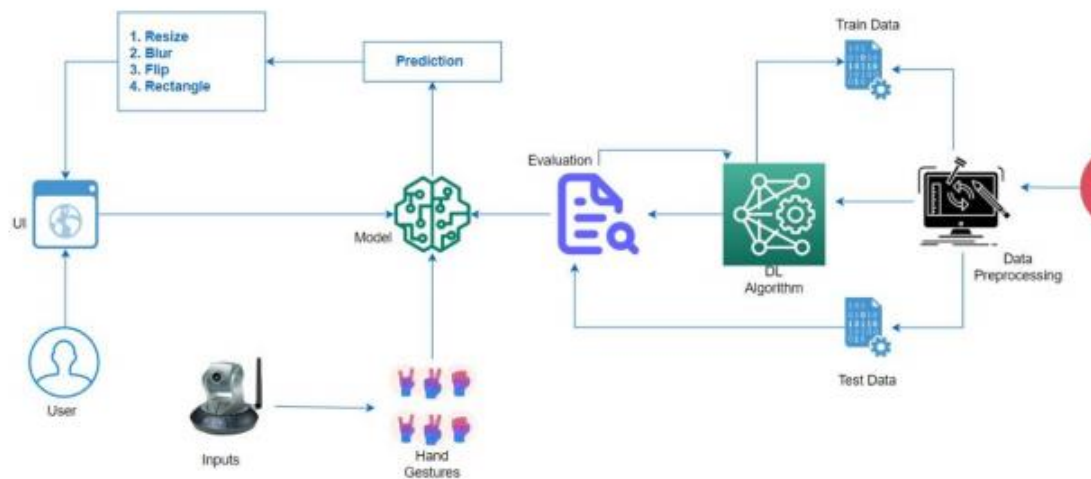 1. Resize
2. Blur
3. Flip
4. Rectangle
Prediction
Train Data
Evaluation
UI
Model
DL
Algorithm
Data
Preprocessing
User
Test Data
Inputs
Hand
Gestures